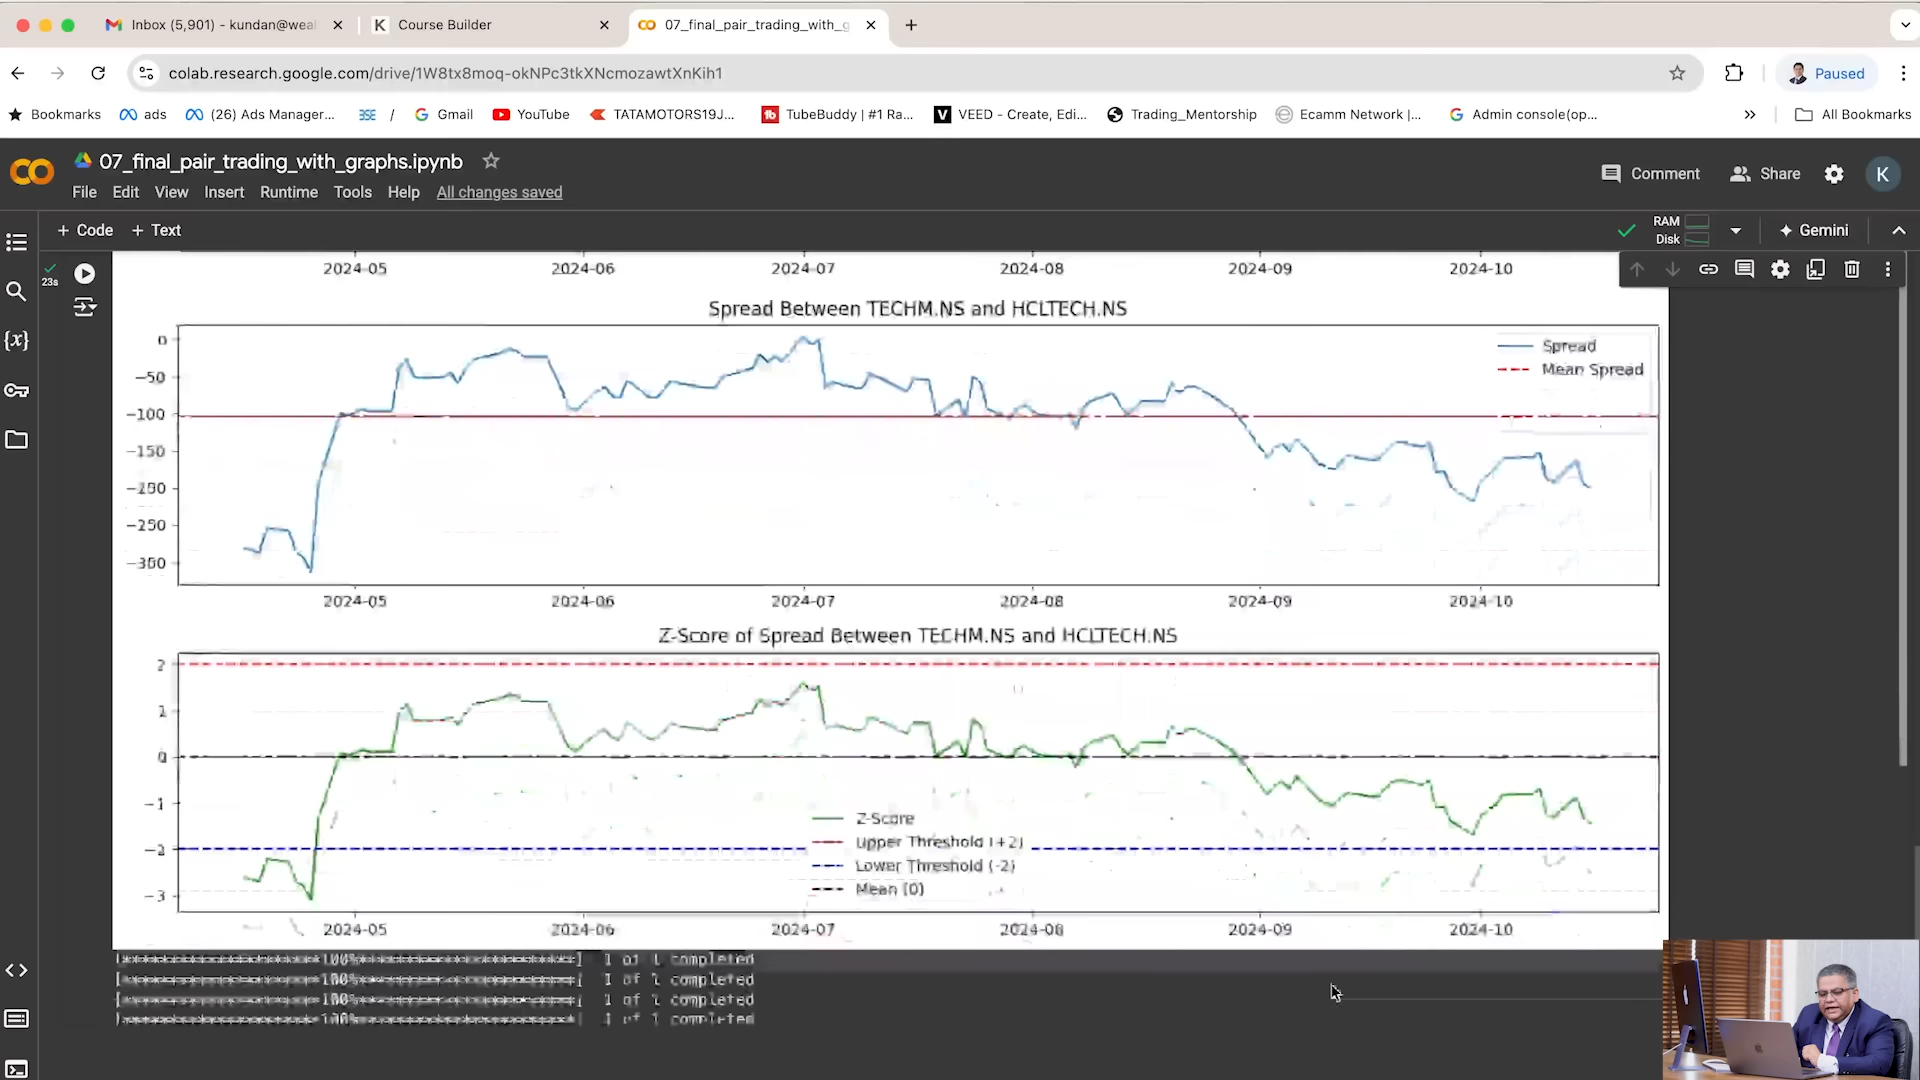 Inbox (5,901) - kundan@weal
K Course Builder
07_final_pair_trading_with_g
colab.research.google.com/drive/1W8tx8moq-okNPc3tkXNcmozawtXnKih1
Paused
Bookmarks
ads
(26) Ads Manager...
/
Gmail
YouTube
TATAMOTORS19J...
TubeBuddy | #1 Ra...
VEED - Create, Edi...
Trading_Mentorship
Ecamm Network |...
Admin console(op...
»
All Bookmarks
07_final_pair_trading_with_graphs.ipynb
File Edit View Insert Runtime Tools Help All changes saved
Comment
Share
K
+ Code + Text
RAM
Disk
Gemini
23s
{x}
2024-05 2024-06 2024-07 2024-08 2024-09 2024-10
Spread Between TECHM.NS and HCLTECH.NS
0
−50
−100
−150
−200
−250
−300
Spread
Mean Spread
2024-05 2024-06 2024-07 2024-08 2024-09 2024-10
Z-Score of Spread Between TECHM.NS and HCLTECH.NS
2
1
0
−1
−2
−3
Z-Score
Upper Threshold (+2)
Lower Threshold (-2)
Mean (0)
2024-05 2024-06 2024-07 2024-08 2024-09 2024-10
1 of 1 completed
1 of 1 completed
1 of 1 completed
1 of 1 completed